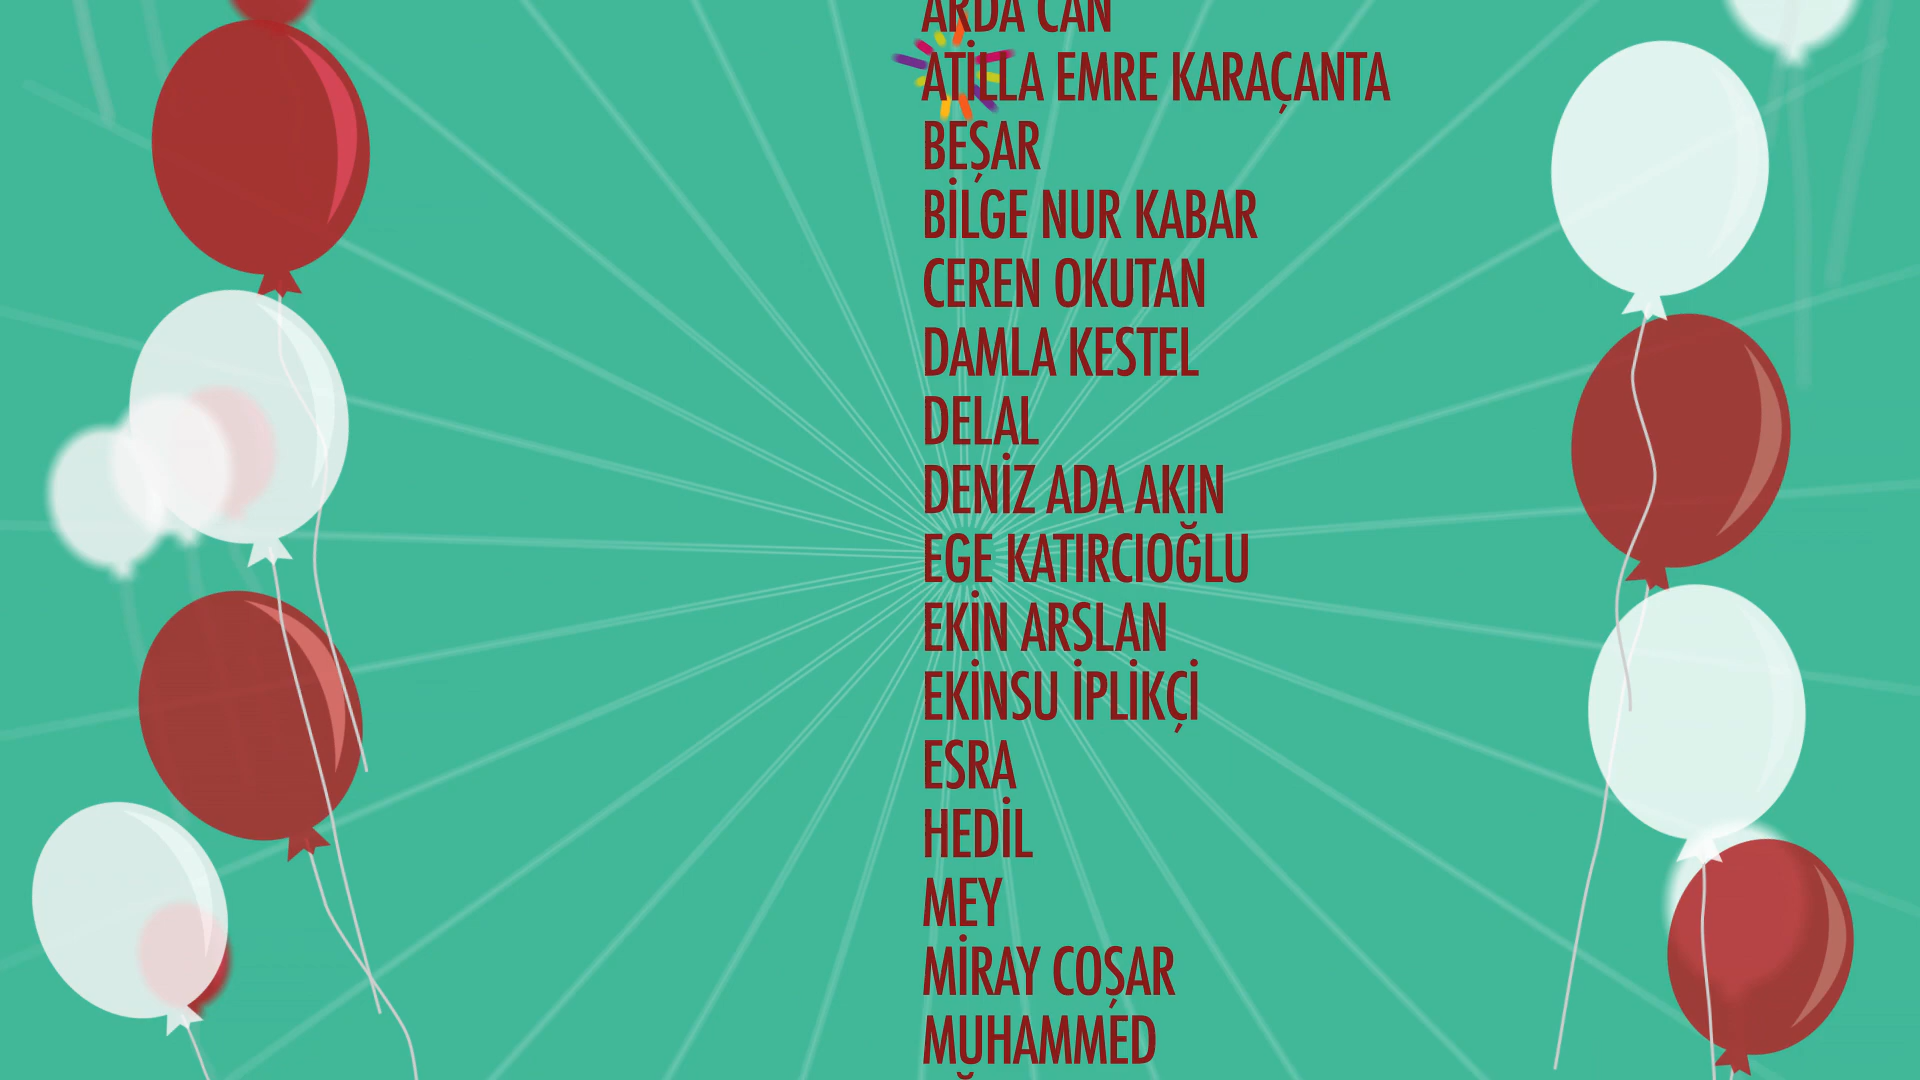 ARDA CAN
ATİLLA EMRE KARAÇANTA
BEŞAR
BİLGE NUR KABAR
CEREN OKUTAN
DAMLA KESTEL
DELAL
DENİZ ADA AKIN
EGE KATIRCIOĞLU
EKİN ARSLAN
EKİNSU İPLİKÇİ
ESRA
HEDİL
MEY
MİRAY COŞAR
MUHAMMED